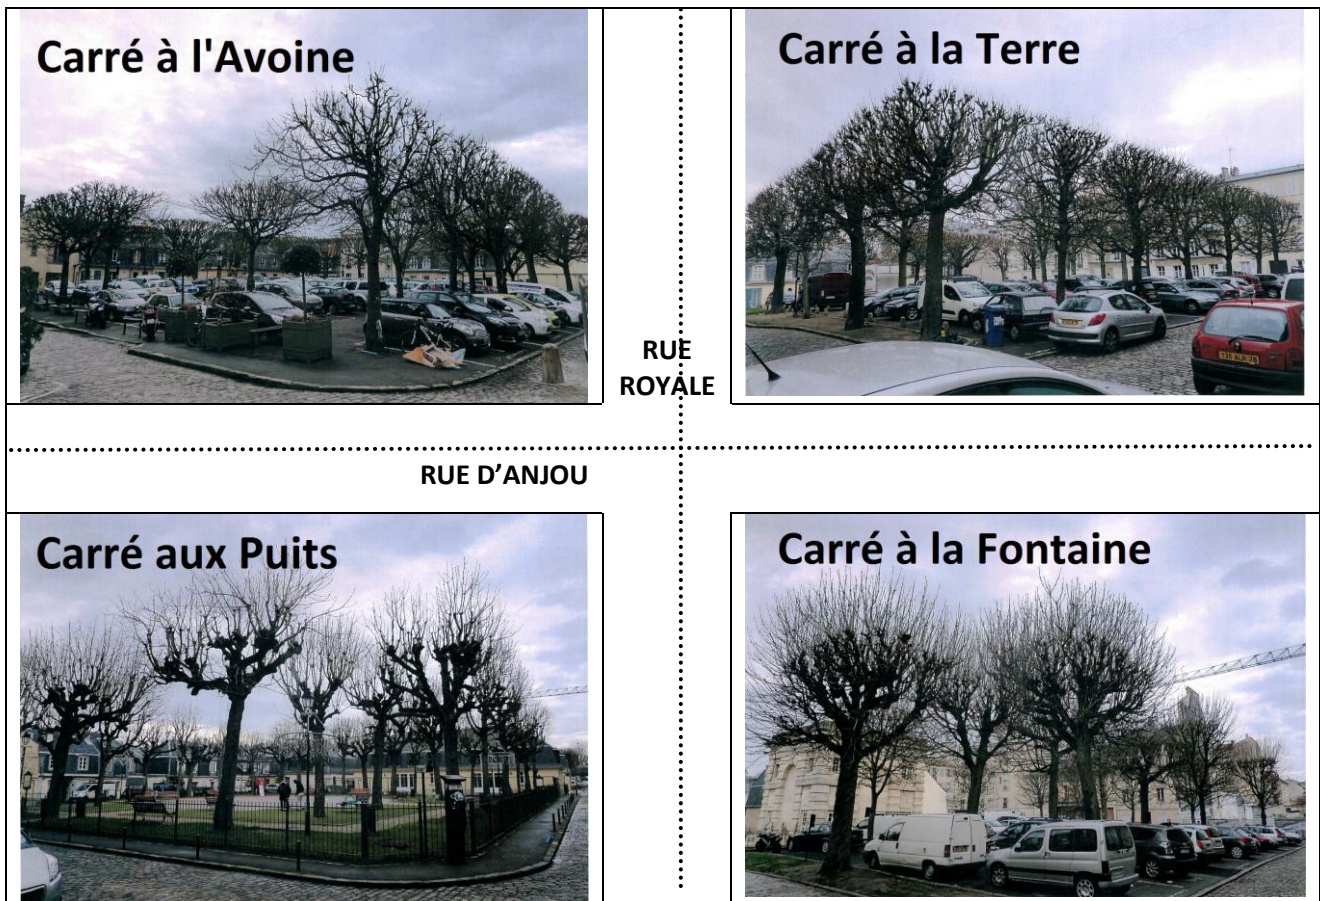 Carré à l'Avoine
Carré à la Terre
RUE
ROYALE
RUE D'ANJOU
Carré aux Puits
Carré à la Fontaine